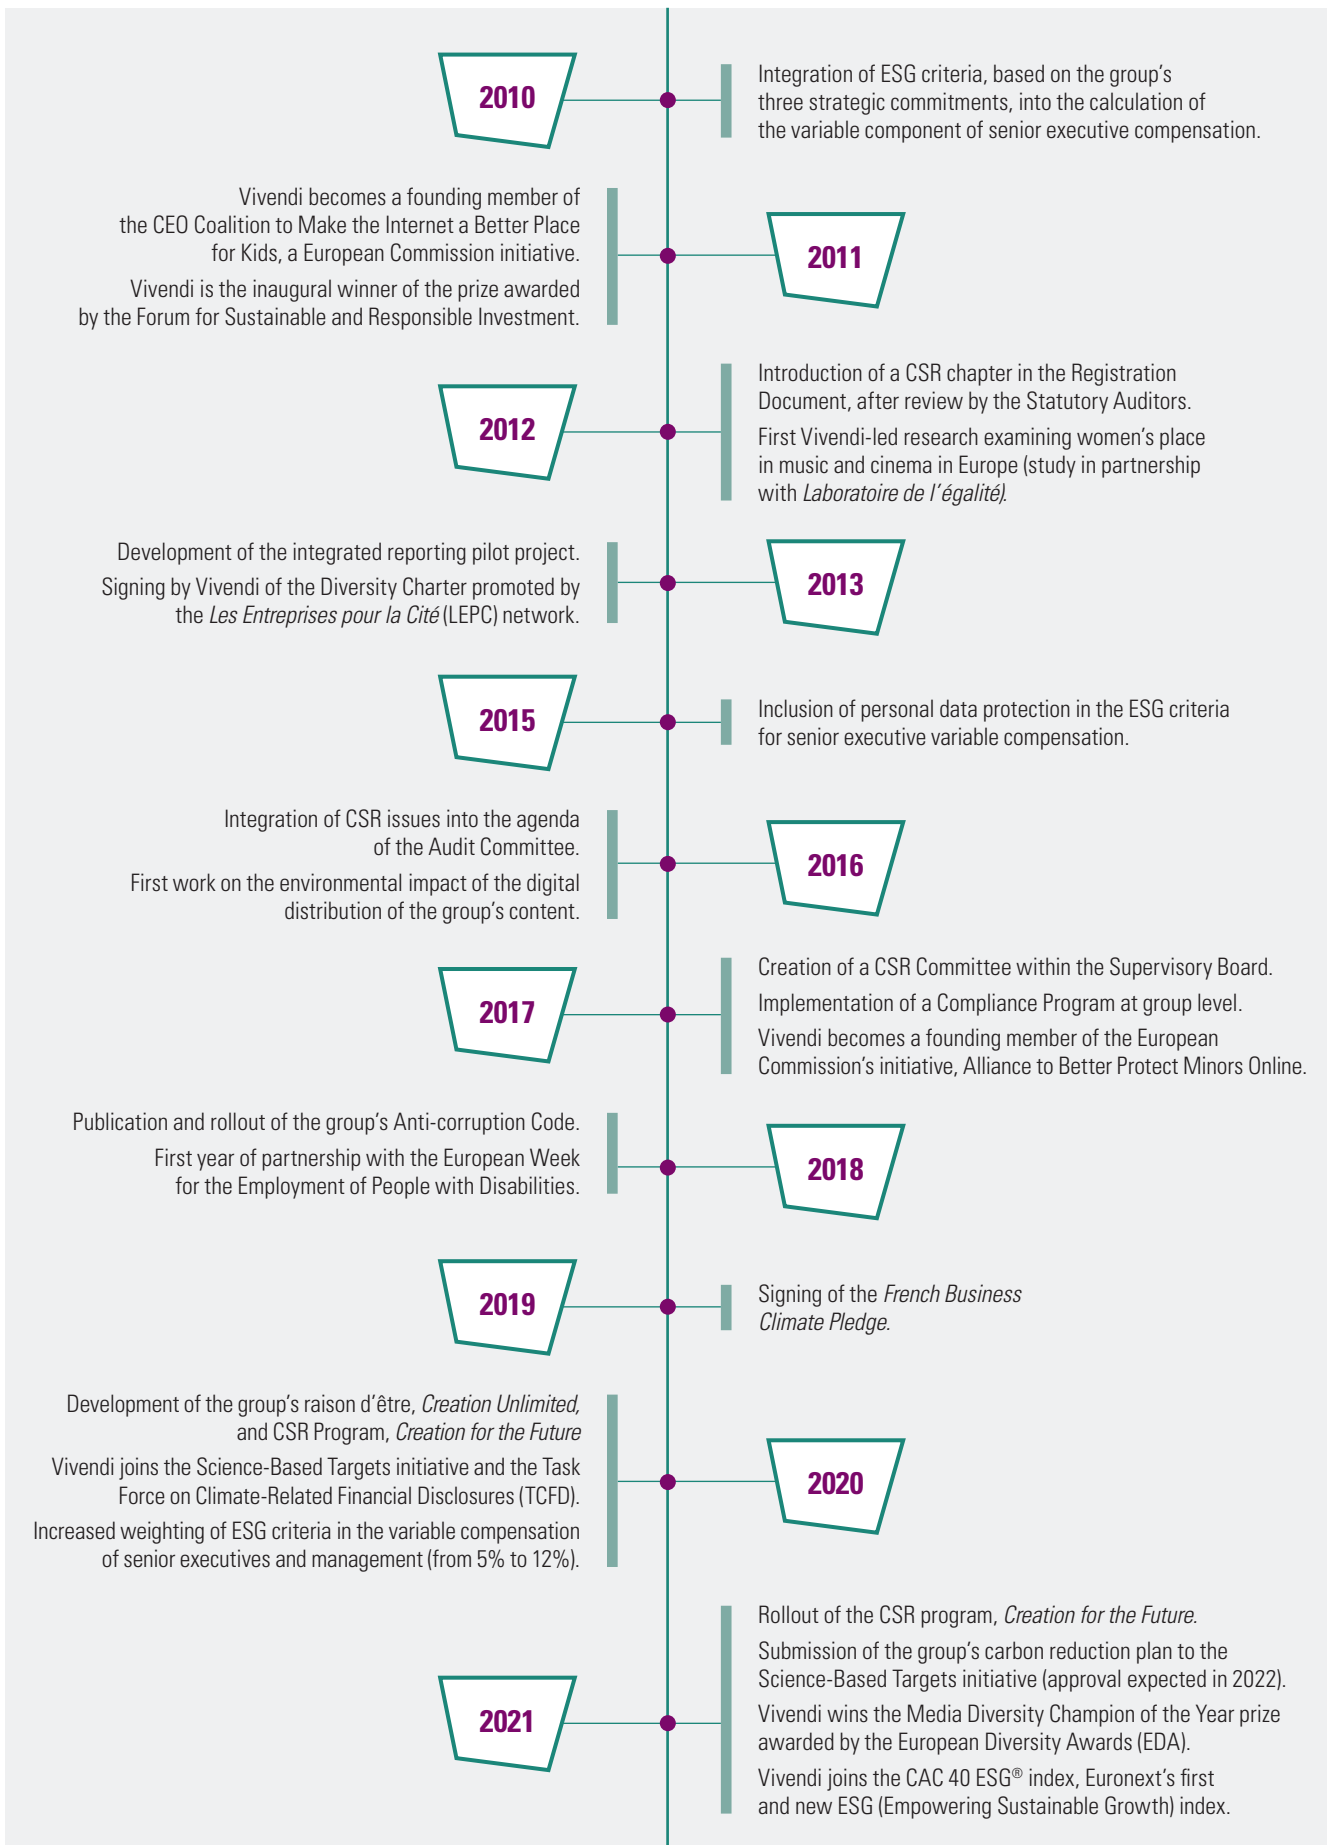 2010
Integration of ESG criteria, based on the group's
three strategic commitments, into the calculation of
the variable component of senior executive compensation.
Vivendi becomes a founding member of
the CEO Coalition to Make the Internet a Better Place
for Kids, a European Commission initiative.
Vivendi is the inaugural winner of the prize awarded
by the Forum for Sustainable and Responsible Investment.
2011
2012
Introduction of a CSR chapter in the Registration
Document, after review by the Statutory Auditors.
First Vivendi-led research examining women's place
in music and cinema in Europe (study in partnership
with Laboratoire de l'égalité).
Development of the integrated reporting pilot project.
Signing by Vivendi of the Diversity Charter promoted by
the Les Entreprises pour la Cité (LEPC) network.
2013
2015
Inclusion of personal data protection in the ESG criteria
for senior executive variable compensation.
Integration of CSR issues into the agenda
of the Audit Committee.
First work on the environmental impact of the digital
distribution of the group's content.
2016
2017
Creation of a CSR Committee within the Supervisory Board.
Implementation of a Compliance Program at group level.
Vivendi becomes a founding member of the European
Commission's initiative, Alliance to Better Protect Minors Online.
Publication and rollout of the group's Anti-corruption Code.
First year of partnership with the European Week
for the Employment of People with Disabilities.
2018
2019
Signing of the French Business
Climate Pledge.
Development of the group's raison d'être, Creation Unlimited,
and CSR Program, Creation for the Future
Vivendi joins the Science-Based Targets initiative and the Task
Force on Climate-Related Financial Disclosures (TCFD).
Increased weighting of ESG criteria in the variable compensation
of senior executives and management (from 5% to 12%).
2020
2021
Rollout of the CSR program, Creation for the Future.
Submission of the group's carbon reduction plan to the
Science-Based Targets initiative (approval expected in 2022).
Vivendi wins the Media Diversity Champion of the Year prize
awarded by the European Diversity Awards (EDA).
Vivendi joins the CAC 40 ESG® index, Euronext's first
and new ESG (Empowering Sustainable Growth) index.